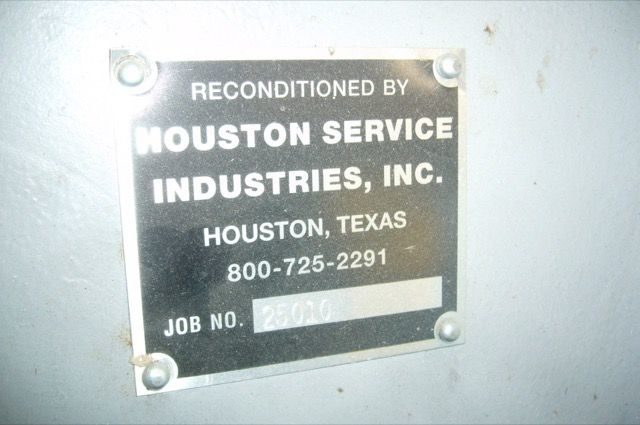 RECONDITIONED BY
HOUSTON SERVICE
INDUSTRIES, INC.
HOUSTON, TEXAS
800-725-2291
JOB NO. 25010